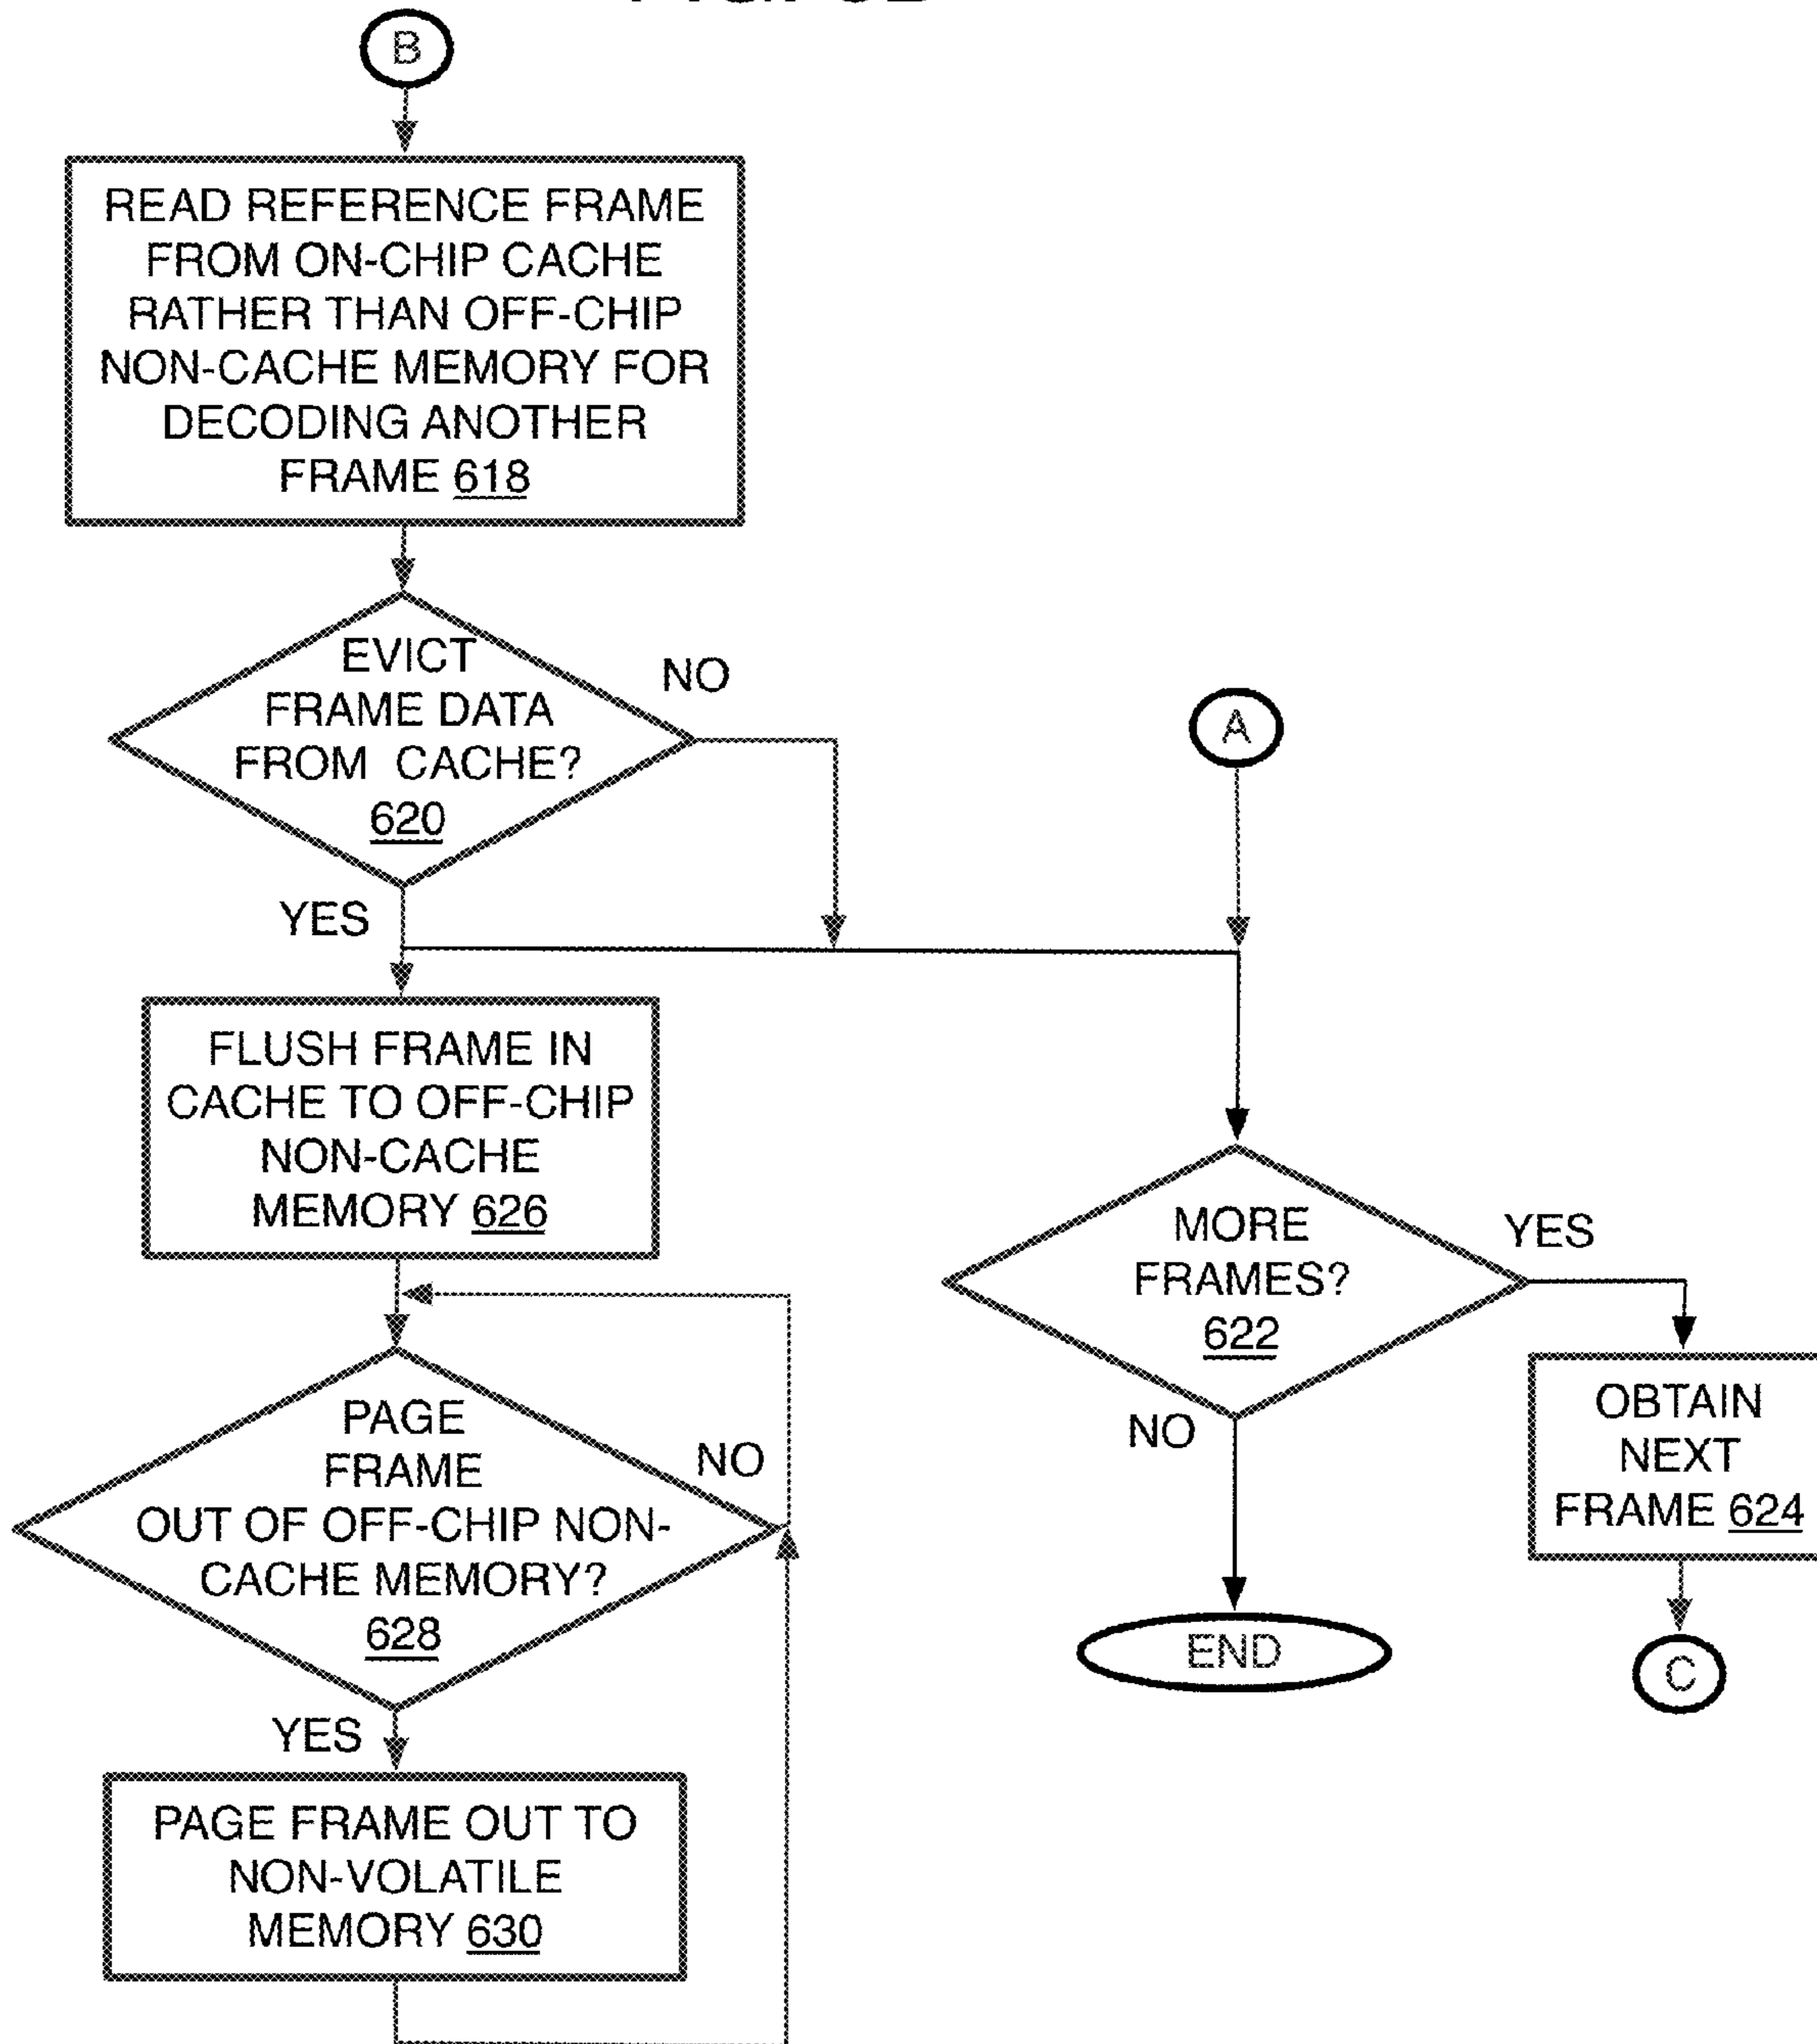 B
READ REFERENCE FRAME
FROM ON-CHIP CACHE
RATHER THAN OFF-CHIP
NON-CACHE MEMORY FOR
DECODING ANOTHER
FRAME 618
EVICT
FRAME DATA
FROM CACHE?
620
NO
YES
A
FLUSH FRAME IN
CACHE TO OFF-CHIP
NON-CACHE
MEMORY 626
MORE
FRAMES?
622
YES
NO
OBTAIN
NEXT
FRAME 624
PAGE
FRAME
OUT OF OFF-CHIP NON-
CACHE MEMORY?
628
NO
YES
END
C
PAGE FRAME OUT TO
NON-VOLATILE
MEMORY 630